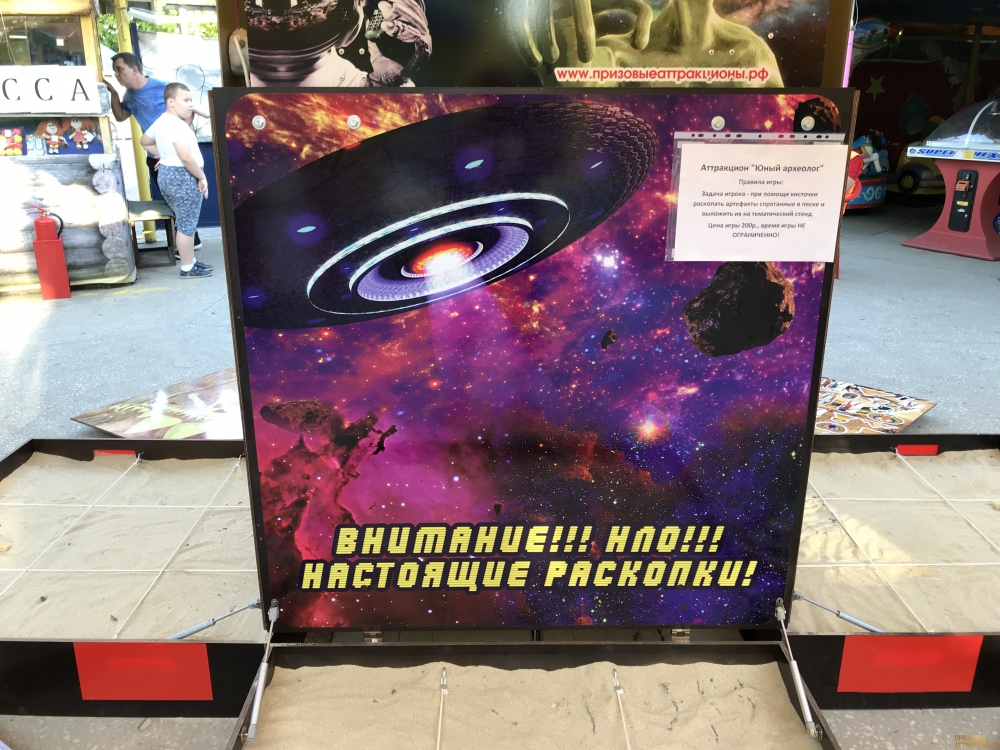 www.призовыеаттракционы.рф
ССА
Аттракцион "Юный археолог"
Правила игры:
Задача игрока - при помощи кисточки
раскопать артефакты спрятанные в песке и
выложить их на тематический стенд.
Цена игры 200р., время игры НЕ
ОГРАНИЧЕННО!
SUPER
ВНИМАНИЕ!!! НЛО!!!
НАСТОЯЩИЕ РАСКОПКИ!